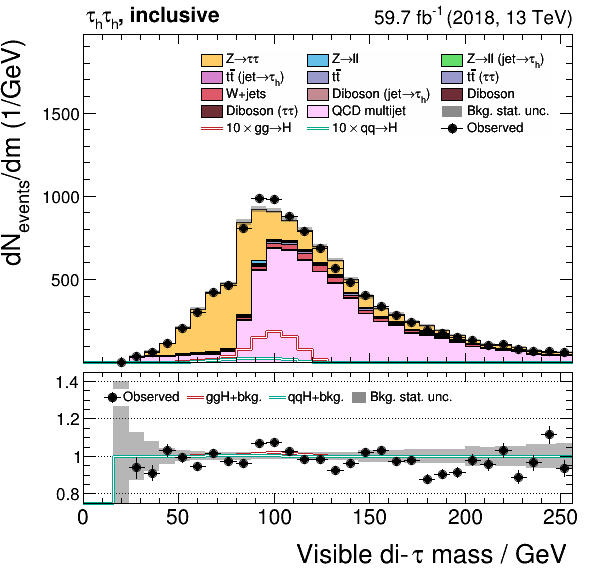 τₕτₕ, inclusive 59.7 fb⁻¹ (2018, 13 TeV)
dN_events/dm (1/GeV)
Z→ττ Z→ll Z→ll (jet→τₕ)
tt̄ (jet→τₕ) tt̄ tt̄ (ττ)
W+jets Diboson (jet→τₕ) Diboson
Diboson (ττ) QCD multijet Bkg. stat. unc.
10 × gg→H 10 × qq→H Observed
1500
1000
500
1.4
Observed ggH+bkg. qqH+bkg. Bkg. stat. unc.
1.2
1
0.8
0 50 100 150 200 250
Visible di-τ mass / GeV